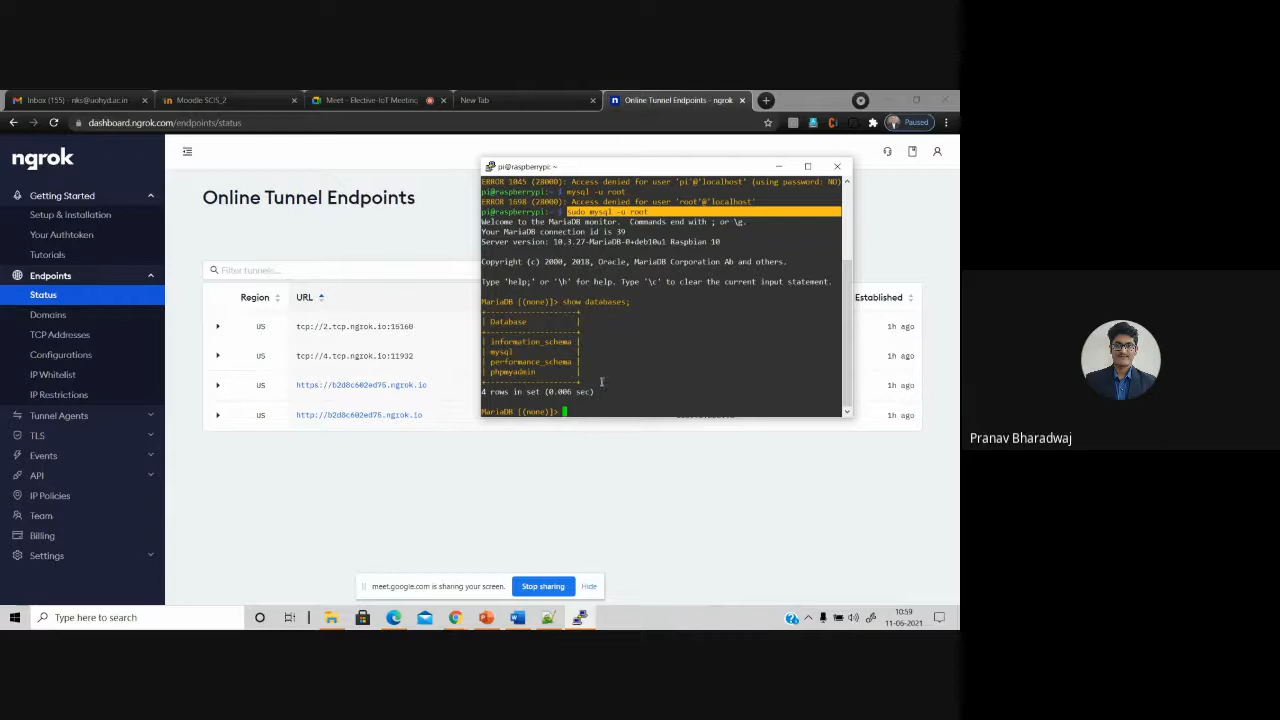 Inbox (155) - nks@uohyd.ac.in
Moodle SCIS_2
Meet - Elective-IoT Meeting
New Tab
Online Tunnel Endpoints - ngrok
dashboard.ngrok.com/endpoints/status
Paused
ngrok
Getting Started
Setup & Installation
Your Authtoken
Tutorials
Endpoints
Status
Domains
TCP Addresses
Configurations
IP Whitelist
IP Restrictions
Tunnel Agents
TLS
Events
API
IP Policies
Team
Billing
Settings
Online Tunnel Endpoints
Filter tunnels...
Region URL Established
US tcp://2.tcp.ngrok.io:15160 1h ago
US tcp://4.tcp.ngrok.io:11932 1h ago
US https://b2d8c602ed75.ngrok.io 1h ago
US http://b2d8c602ed75.ngrok.io 1h ago
pi@raspberrypi: ~
ERROR 1045 (28000): Access denied for user 'pi'@'localhost' (using password: NO)
pi@raspberrypi:~ $ mysql -u root
ERROR 1698 (28000): Access denied for user 'root'@'localhost'
pi@raspberrypi:~ $ sudo mysql -u root
Welcome to the MariaDB monitor.  Commands end with ; or \g.
Your MariaDB connection id is 39
Server version: 10.3.27-MariaDB-0+deb10u1 Raspbian 10
Copyright (c) 2000, 2018, Oracle, MariaDB Corporation Ab and others.
Type 'help;' or '\h' for help. Type '\c' to clear the current input statement.
MariaDB [(none)]> show databases;
+--------------------+
| Database           |
+--------------------+
| information_schema |
| mysql              |
| performance_schema |
| phpmyadmin         |
+--------------------+
4 rows in set (0.006 sec)
MariaDB [(none)]>
meet.google.com is sharing your screen.
Stop sharing
Hide
Type here to search
10:59
11-06-2021
Pranav Bharadwaj